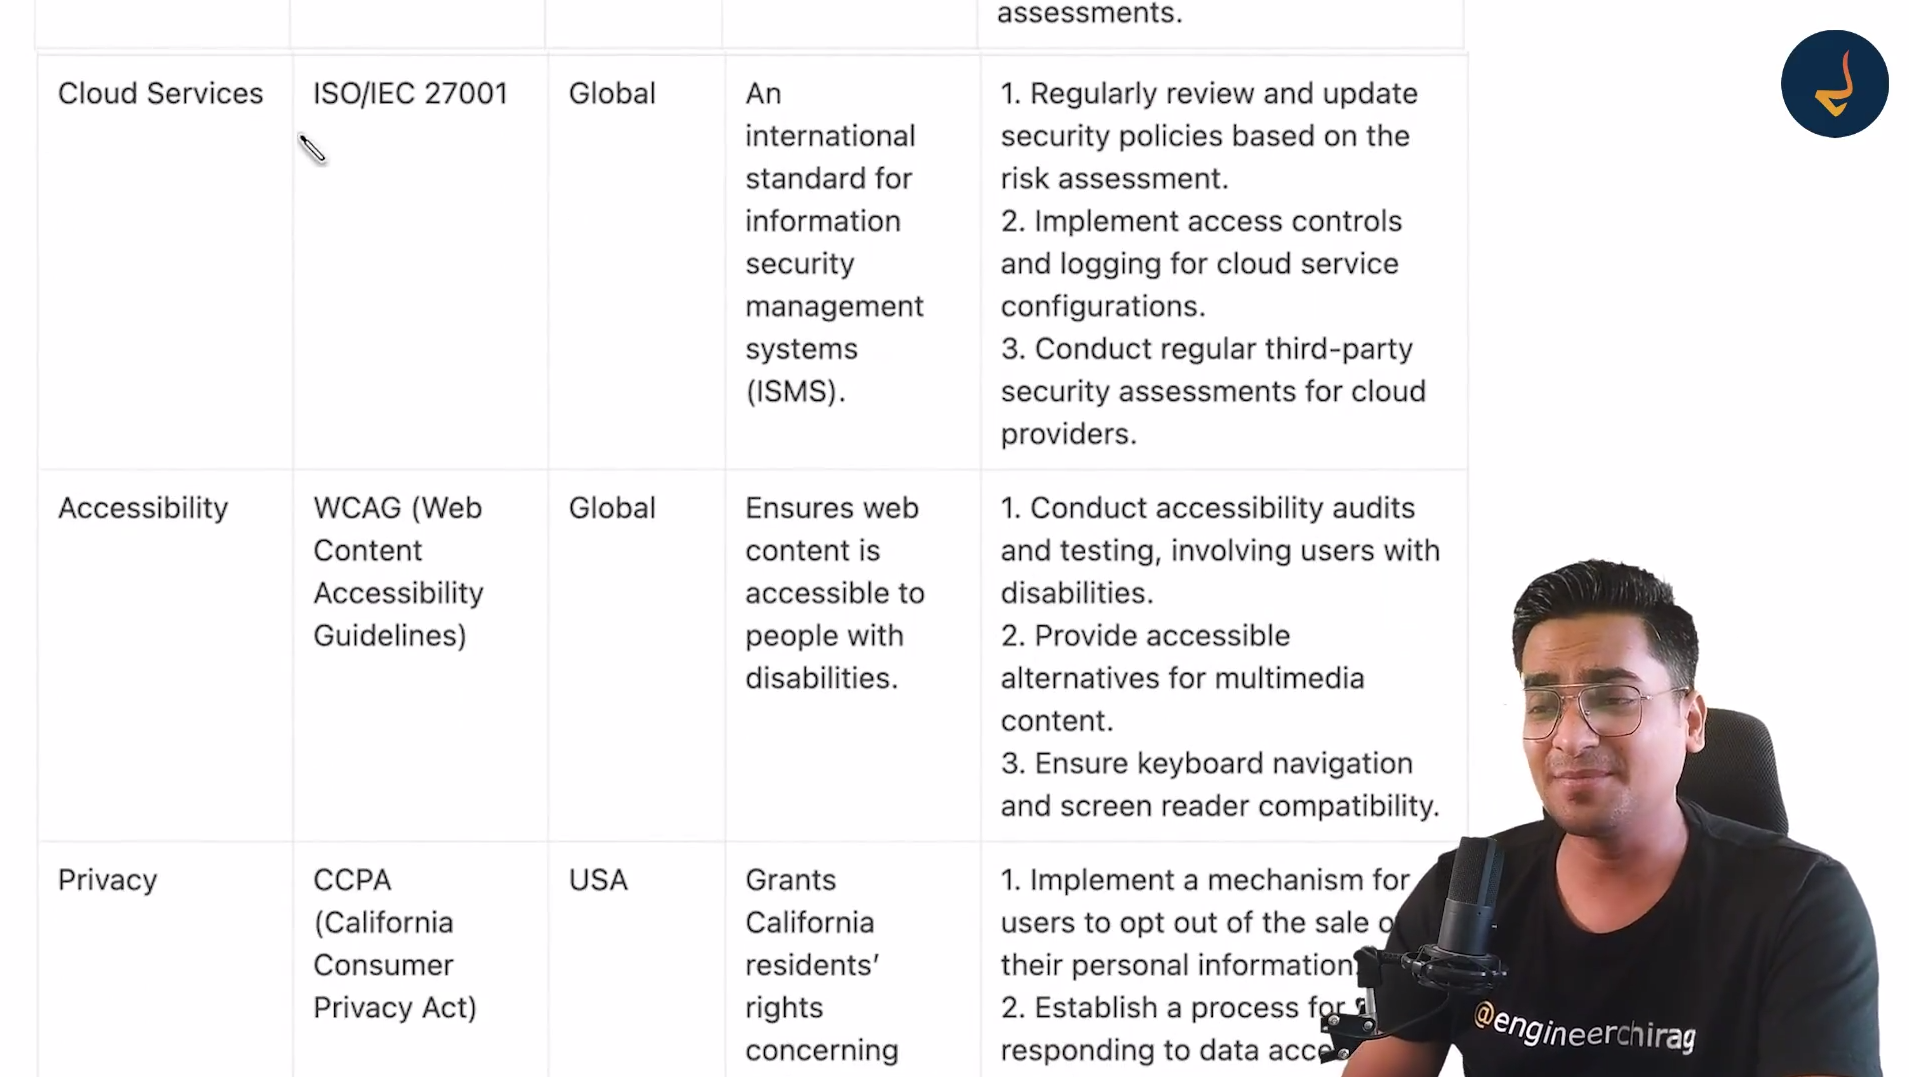 assessments.
Cloud Services
ISO/IEC 27001
Global
An
international
standard for
information
security
management
systems
(ISMS).
1. Regularly review and update
security policies based on the
risk assessment.
2. Implement access controls
and logging for cloud service
configurations.
3. Conduct regular third-party
security assessments for cloud
providers.
Accessibility
WCAG (Web
Content
Accessibility
Guidelines)
Global
Ensures web
content is
accessible to
people with
disabilities.
1. Conduct accessibility audits
and testing, involving users with
disabilities.
2. Provide accessible
alternatives for multimedia
content.
3. Ensure keyboard navigation
and screen reader compatibility.
Privacy
CCPA
(California
Consumer
Privacy Act)
USA
Grants
California
residents’
rights
concerning
1. Implement a mechanism for
users to opt out of the sale
their personal information.
2. Establish a process for
responding to data
@engineerchirag